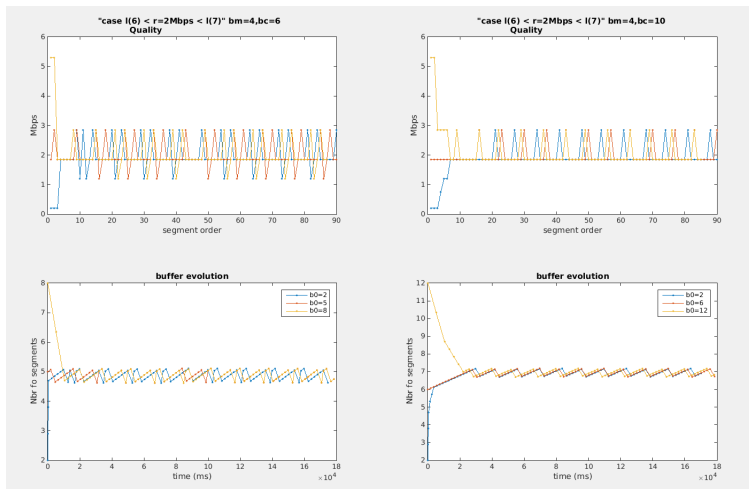 "case l(6) < r=2Mbps < l(7)" bm=4,bc=6
Quality
6
5
4
3
2
1
0
Mbps
0 10 20 30 40 50 60 70 80 90
segment order
"case l(6) < r=2Mbps < l(7)" bm=4,bc=10
Quality
6
5
4
3
2
1
0
Mbps
0 10 20 30 40 50 60 70 80 90
segment order
buffer evolution
8
7
6
5
4
3
2
Nbr fo segments
b0=2
b0=5
b0=8
0 2 4 6 8 10 12 14 16 18
time (ms)
×10⁴
buffer evolution
12
11
10
9
8
7
6
5
4
3
2
Nbr fo segments
b0=2
b0=6
b0=12
0 2 4 6 8 10 12 14 16 18
time (ms)
×10⁴